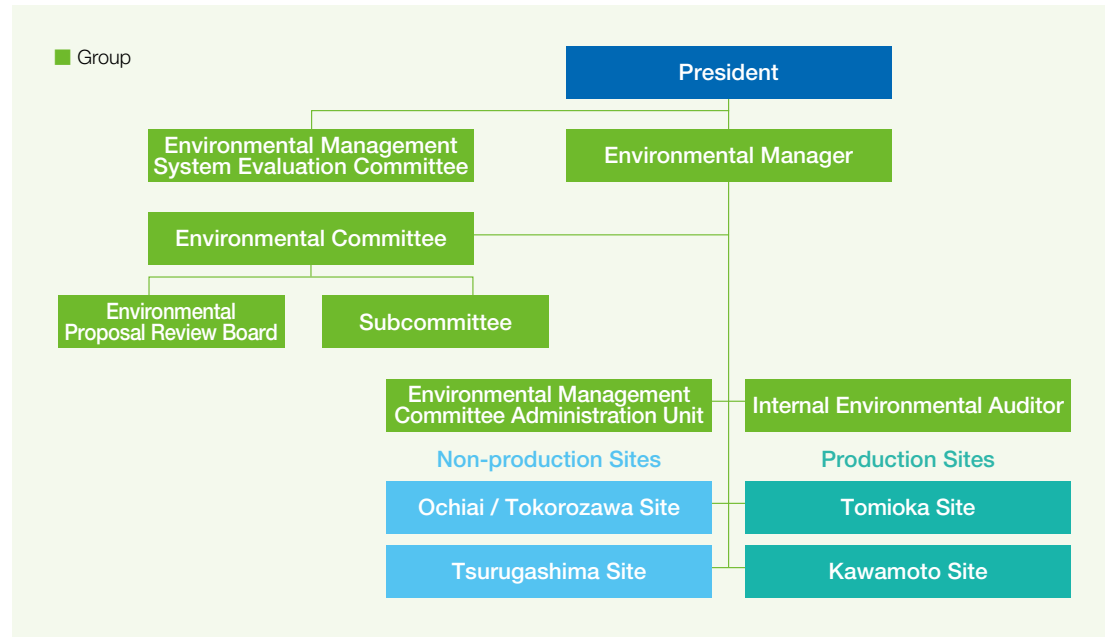 Group
President
Environmental Management
System Evaluation Committee
Environmental Manager
Environmental Committee
Environmental
Proposal Review Board
Subcommittee
Environmental Management
Committee Administration Unit
Internal Environmental Auditor
Non-production Sites
Production Sites
Ochiai / Tokorozawa Site
Tomioka Site
Tsurugashima Site
Kawamoto Site